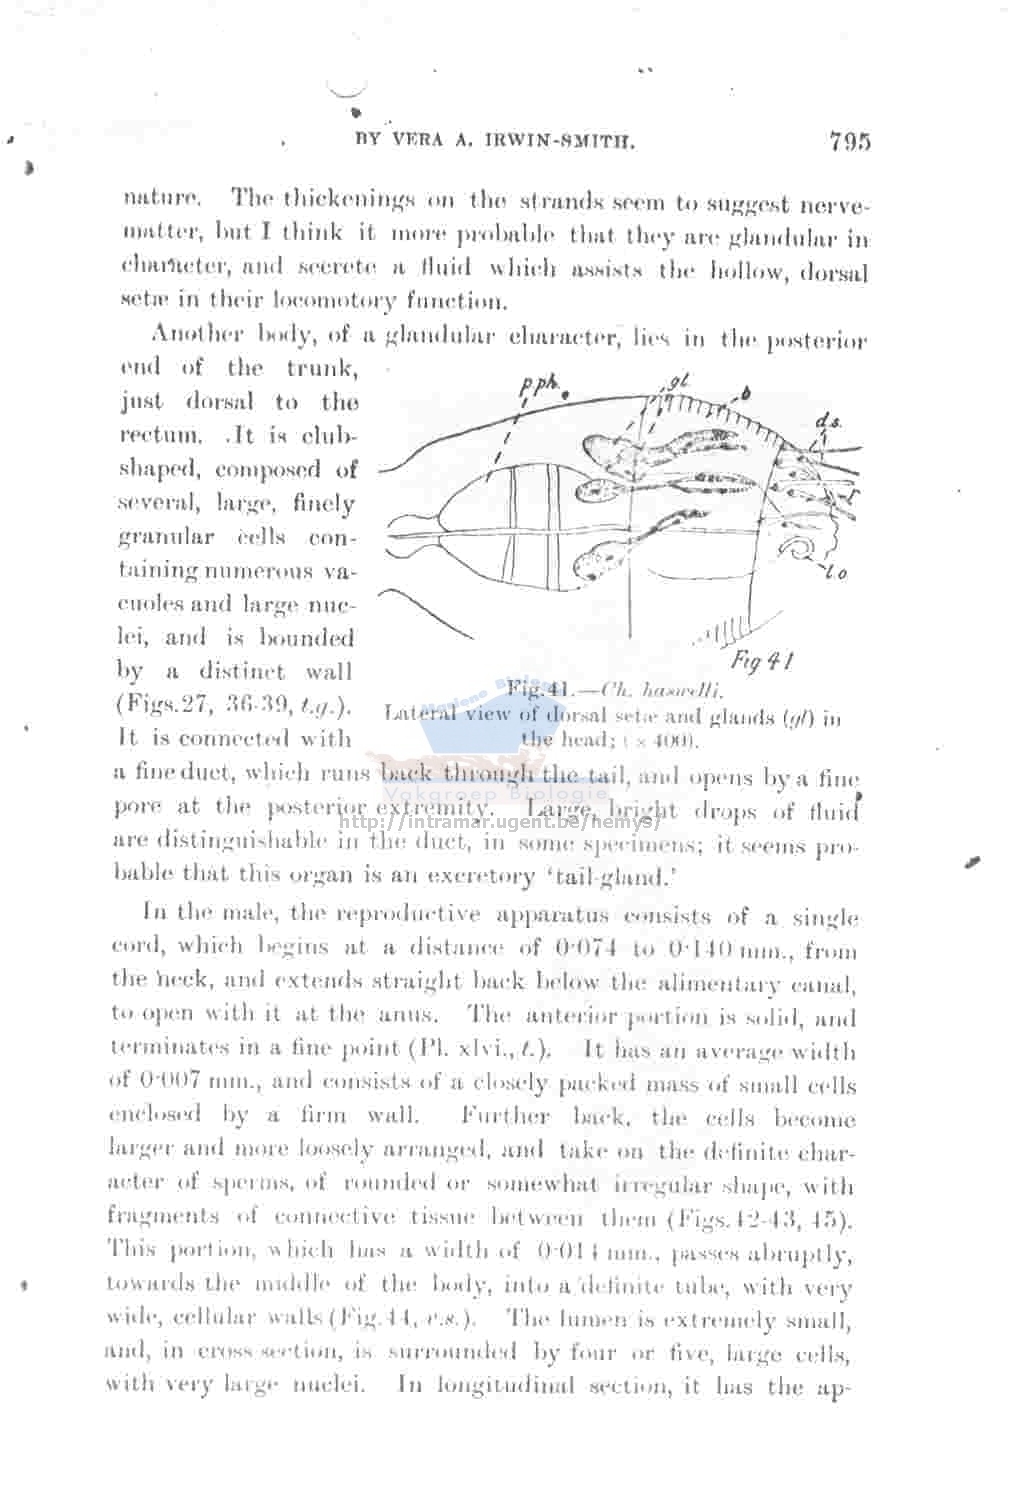 BY VERA A. IRWIN-SMITH. 795
nature. The thickenings on the strands seem to suggest nerve-
matter, but I think it more probable that they are glandular in
character, and secrete a fluid which assists the hollow, dorsal
setæ in their locomotory function.
Another body, of a glandular character, lies in the posterior
end of the trunk,
just dorsal to the
rectum. It is club-
shaped, composed of
several, large, finely
granular cells con-
taining numerous va-
cuoles and large nuc-
lei, and is bounded
by a distinct wall
(Figs.27, 36-39, t.g.).
It is connected with
p.ph.
gl.
b
d.s.
r
l.o
Fig 41
Fig.41.—Ch. haswelli.
Lateral view of dorsal setæ and glands (gl) in
the head; ( × 400).
a fine duct, which runs back through the tail, and opens by a fine
pore at the posterior extremity. Large, bright drops of fluid
are distinguishable in the duct, in some specimens; it seems pro-
bable that this organ is an excretory 'tail-gland.'
In the male, the reproductive apparatus consists of a single
cord, which begins at a distance of 0·074 to 0·140 mm., from
the neck, and extends straight back below the alimentary canal,
to open with it at the anus. The anterior portion is solid, and
terminates in a fine point (Pl. xlvi., t.). It has an average width
of 0·007 mm., and consists of a closely packed mass of small cells
enclosed by a firm wall. Further back, the cells become
larger and more loosely arranged, and take on the definite char-
acter of sperms, of rounded or somewhat irregular shape, with
fragments of connective tissue between them (Figs.42-43, 45).
This portion, which has a width of 0·014 mm., passes abruptly,
towards the middle of the body, into a definite tube, with very
wide, cellular walls (Fig.44, v.s.). The lumen is extremely small,
and, in cross-section, is surrounded by four or five, large cells,
with very large nuclei. In longitudinal section, it has the ap-
Mariene Biologie
Vakgroep Biologie
http://intramar.ugent.be/nemys/